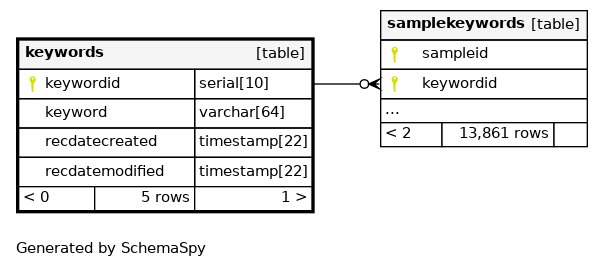 keywords [table]
keywordid serial[10]
keyword varchar[64]
recdatecreated timestamp[22]
recdatemodified timestamp[22]
< 0 5 rows 1 >
samplekeywords [table]
sampleid
keywordid
...
< 2 13,861 rows
Generated by SchemaSpy